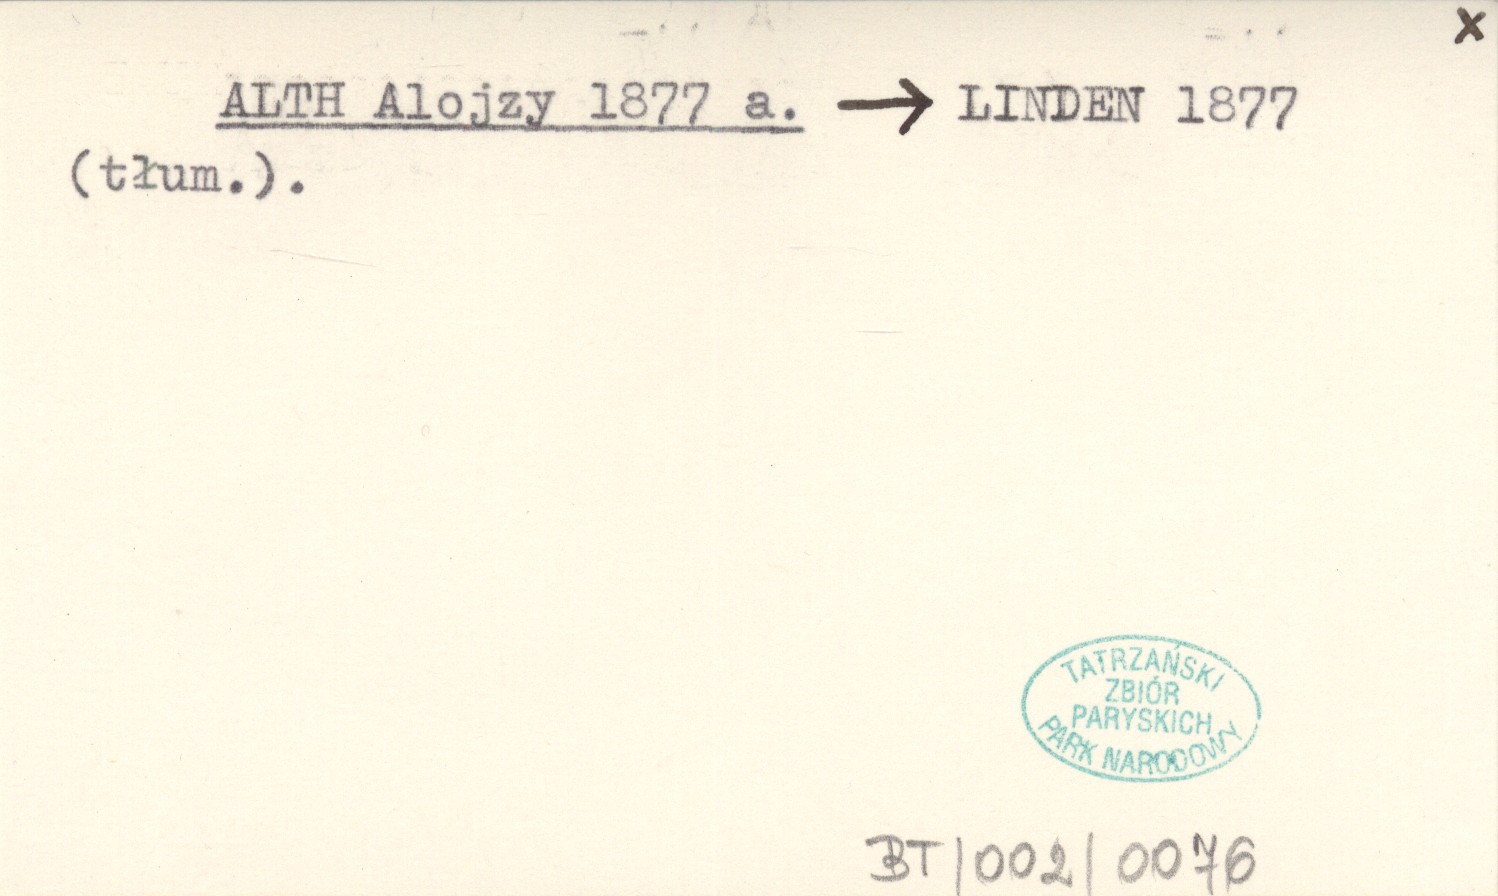 x
ALTH Alojzy 1877 a. → LINDEN 1877
(tłum.).
TATRZAŃSKI
ZBIÓR
PARYSKICH
PARK NARODOWY
BT/002/0076